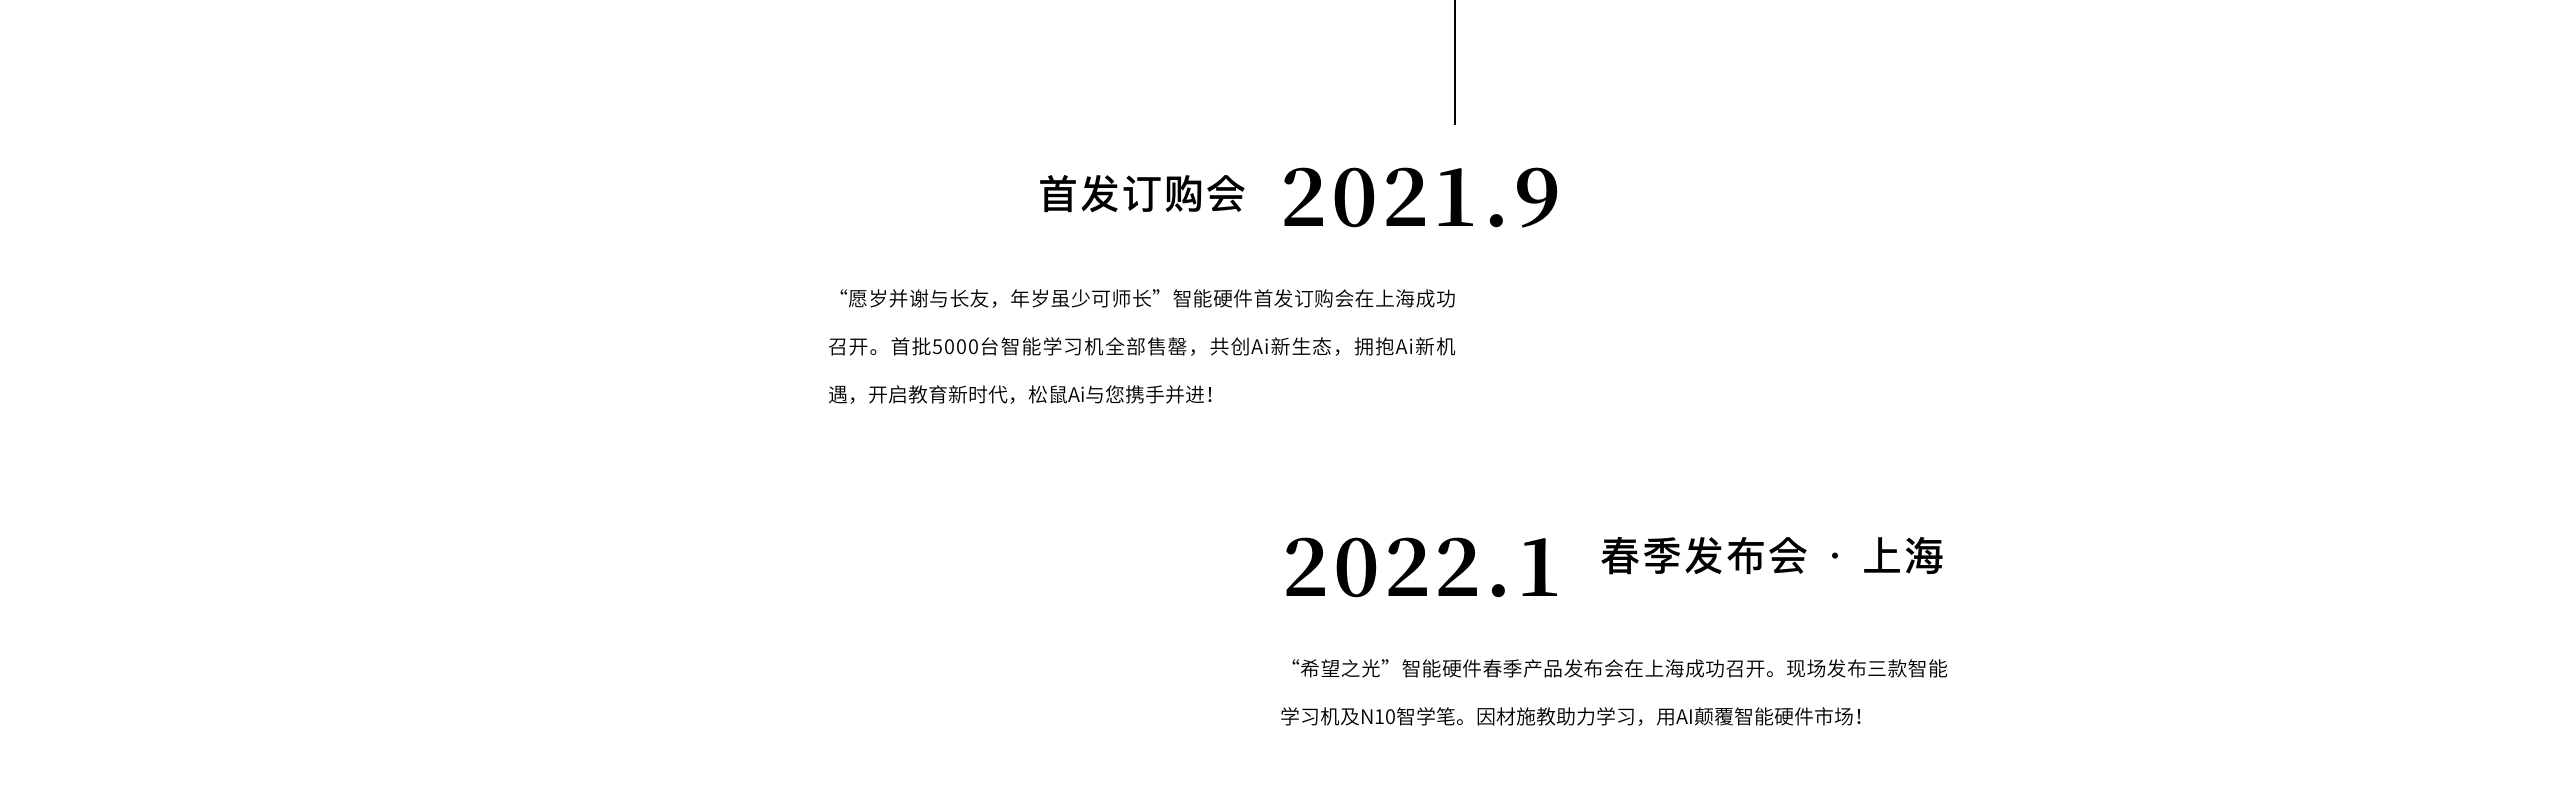 首发订购会 2021.9
“愿岁并谢与长友，年岁虽少可师长”智能硬件首发订购会在上海成功
召开。首批5000台智能学习机全部售罄，共创Ai新生态，拥抱Ai新机
遇，开启教育新时代，松鼠Ai与您携手并进！
2022.1 春季发布会 · 上海
“希望之光”智能硬件春季产品发布会在上海成功召开。现场发布三款智能
学习机及N10智学笔。因材施教助力学习，用AI颠覆智能硬件市场！